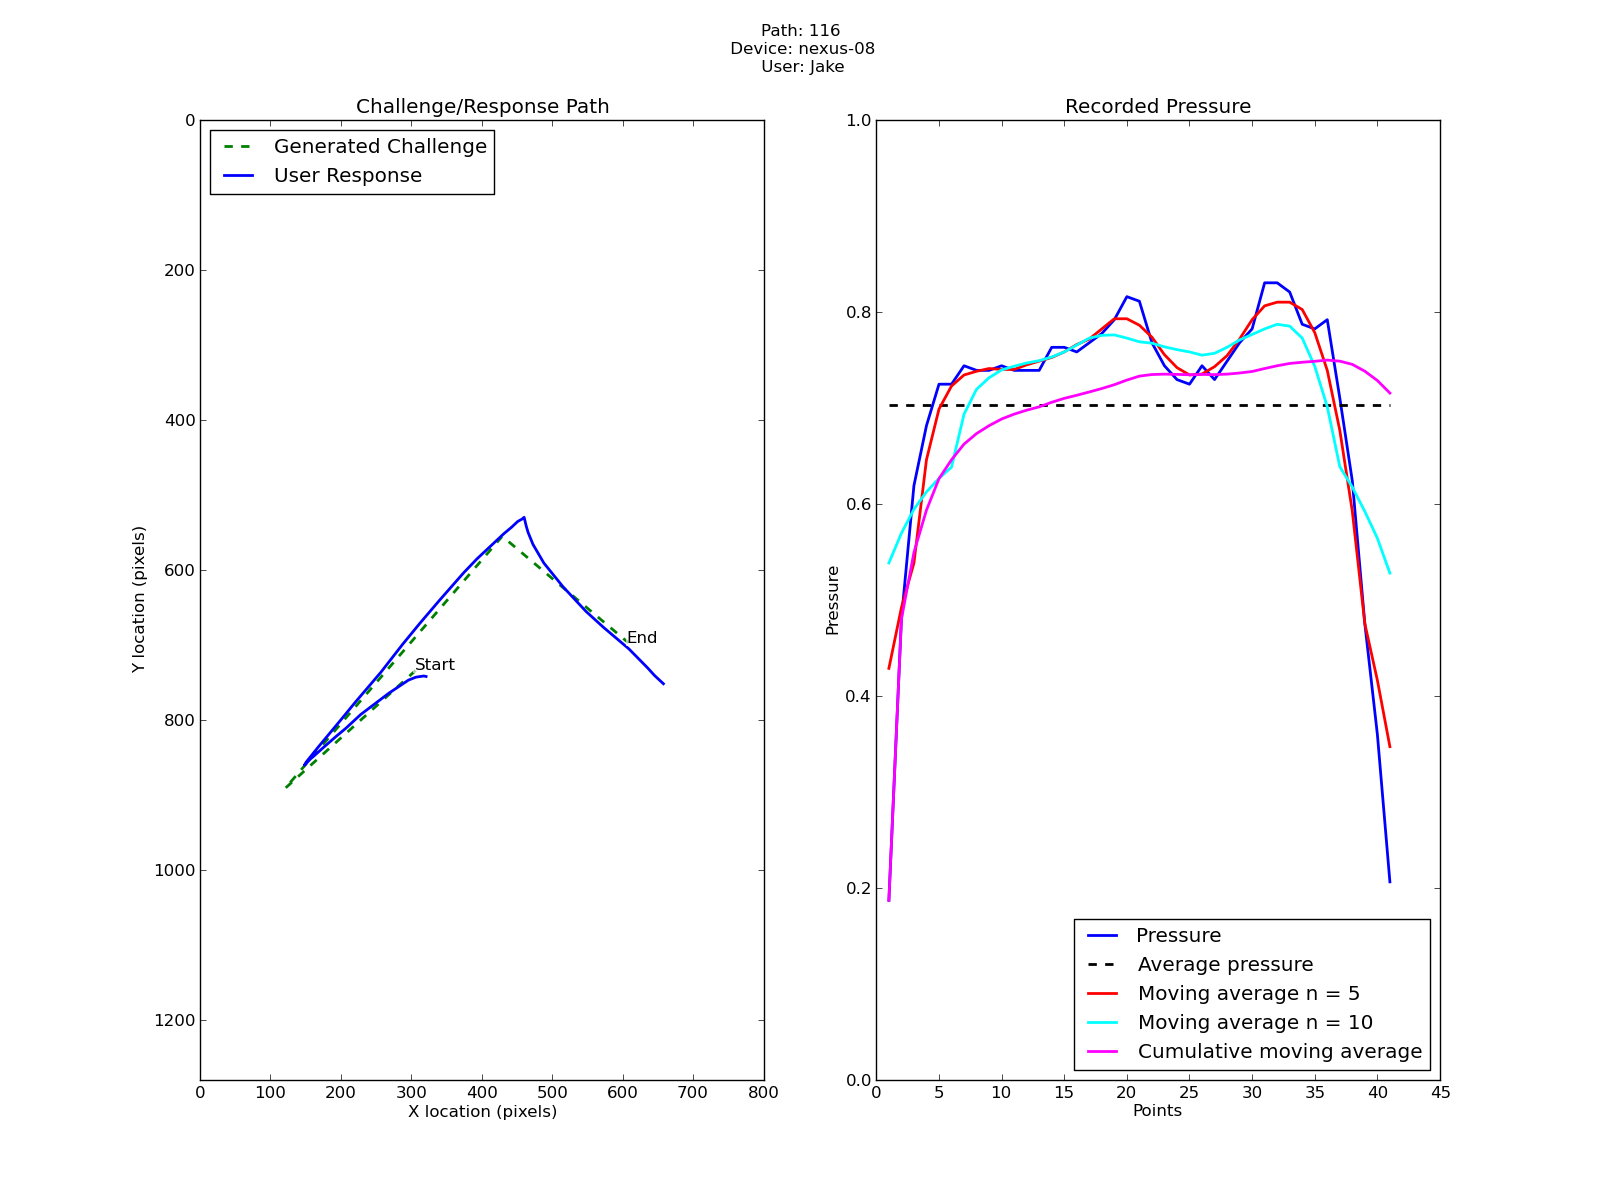 Path: 116
Device: nexus-08
User: Jake
Challenge/Response Path
Generated Challenge
User Response
Start
End
0
200
400
600
800
1000
1200
Y location (pixels)
0 100 200 300 400 500 600 700 800
X location (pixels)
Recorded Pressure
1.0
0.8
0.6
0.4
0.2
0.0
Pressure
Pressure
Average pressure
Moving average n = 5
Moving average n = 10
Cumulative moving average
0 5 10 15 20 25 30 35 40 45
Points